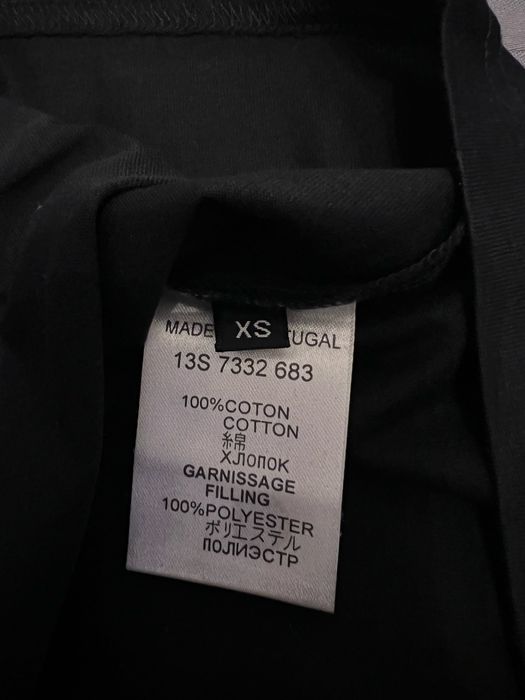 XS
MADE UGAL
13S 7332 683
100%COTON
COTTON
綿
ХЛОПОК
GARNISSAGE
FILLING
100%POLYESTER
ポリエステル
ПОЛИЭСТР